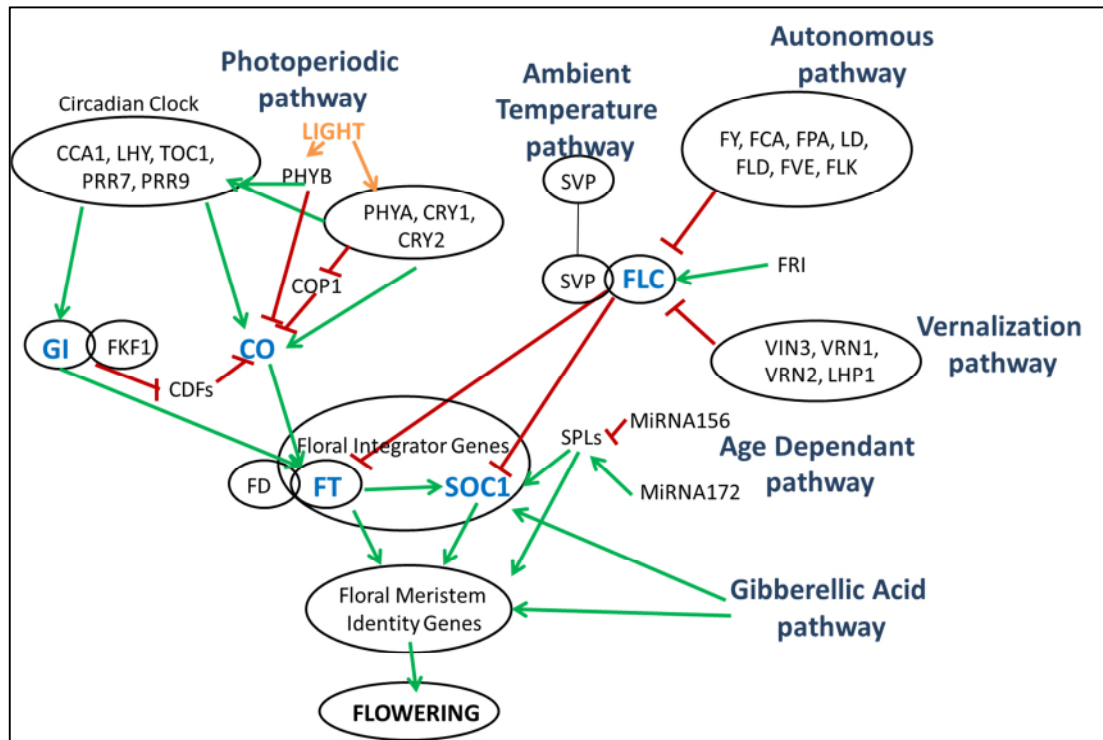 Photoperiodic
pathway
Circadian Clock
CCA1, LHY, TOC1,
PRR7, PRR9
LIGHT
PHYB
PHYA, CRY1,
CRY2
COP1
GI
FKF1
CDFs
CO
Ambient
Temperature
pathway
SVP
SVP
FLC
Autonomous
pathway
FY, FCA, FPA, LD,
FLD, FVE, FLK
FRI
Vernalization
pathway
VIN3, VRN1,
VRN2, LHP1
Floral Integrator Genes
FD
FT
SOC1
SPLs
MiRNA156
MiRNA172
Age Dependant
pathway
Gibberellic Acid
pathway
Floral Meristem
Identity Genes
FLOWERING